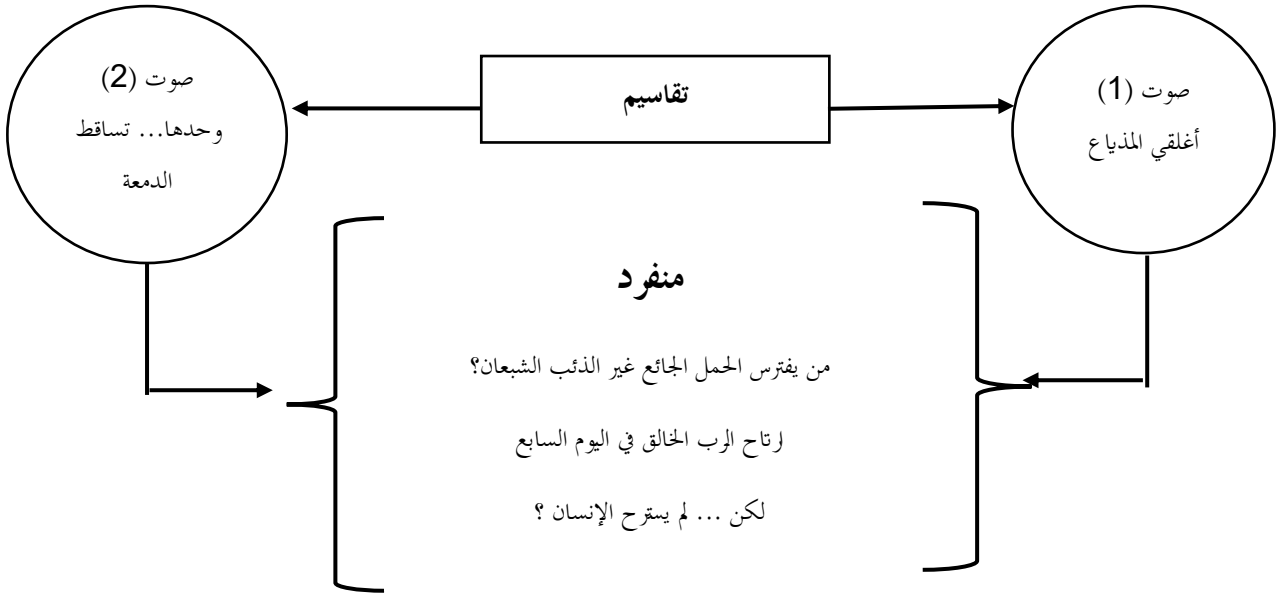 تقاسيم
صوت (1)
أغلقي المذياع
صوت (2)
وحدها... تساقط
الدمعة
منفرد
من يفترس الحمل الجائع غير الذئب الشبعان؟
ارتاح الرب الخالق في اليوم السابع
لكن ... لم يسترح الإنسان ؟